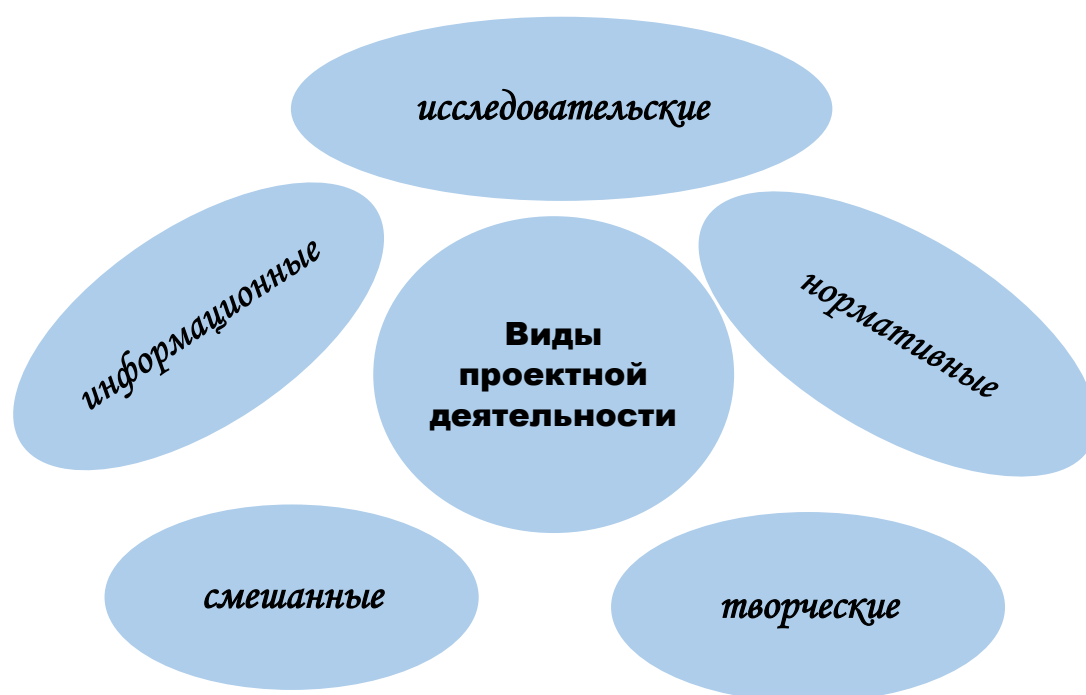 исследовательские
информационные
нормативные
Виды
проектной
деятельности
смешанные
творческие